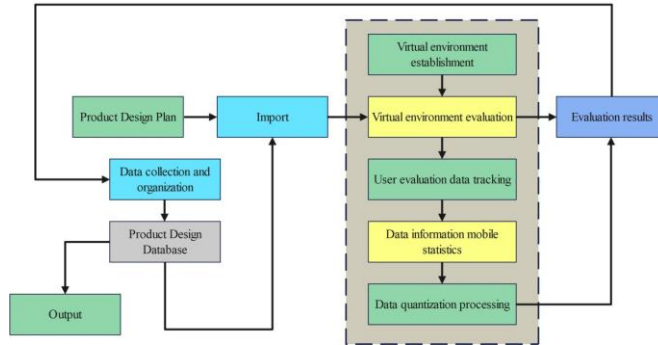 Virtual environment
establishment
Product Design Plan
Import
Virtual environment evaluation
Evaluation results
Data collection and
organization
User evaluation data tracking
Product Design
Database
Data information mobile
statistics
Output
Data quantization processing